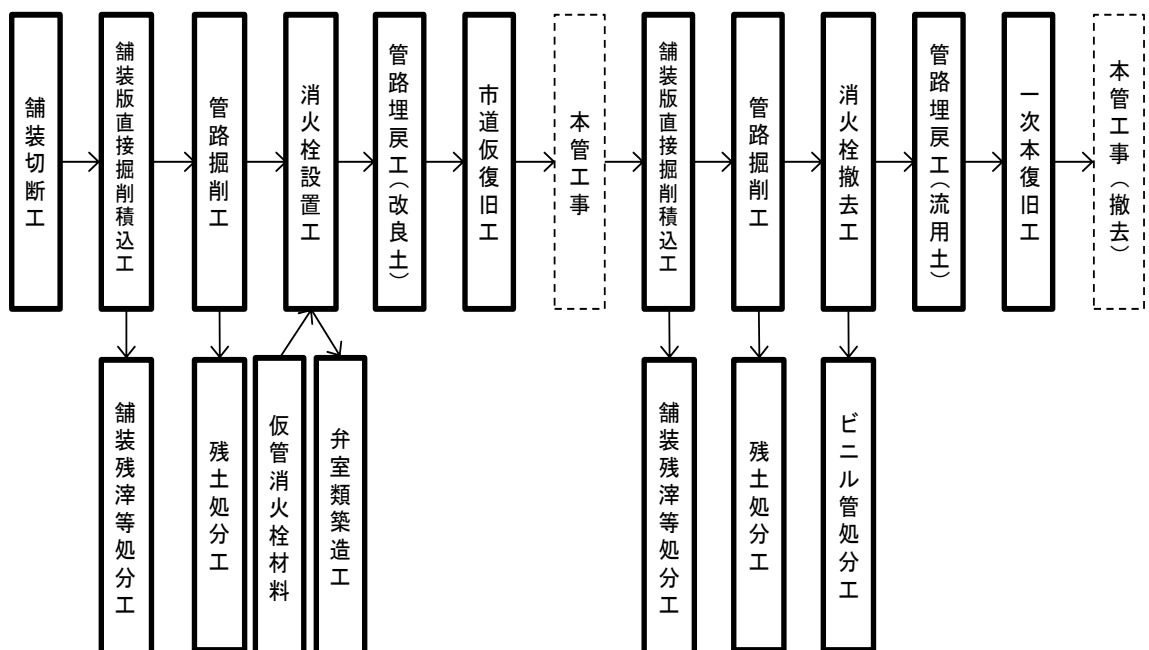 舗装切断工
舗装版直接掘削積込工
管路掘削工
消火栓設置工
管路埋戻工（改良土）
市道仮復旧工
本管工事
舗装版直接掘削積込工
管路掘削工
消火栓撤去工
管路埋戻工（流用土）
一次本復旧工
本管工事（撤去）
舗装残滓等処分工
残土処分工
仮管消火栓材料
弁室類築造工
舗装残滓等処分工
残土処分工
ビニル管処分工